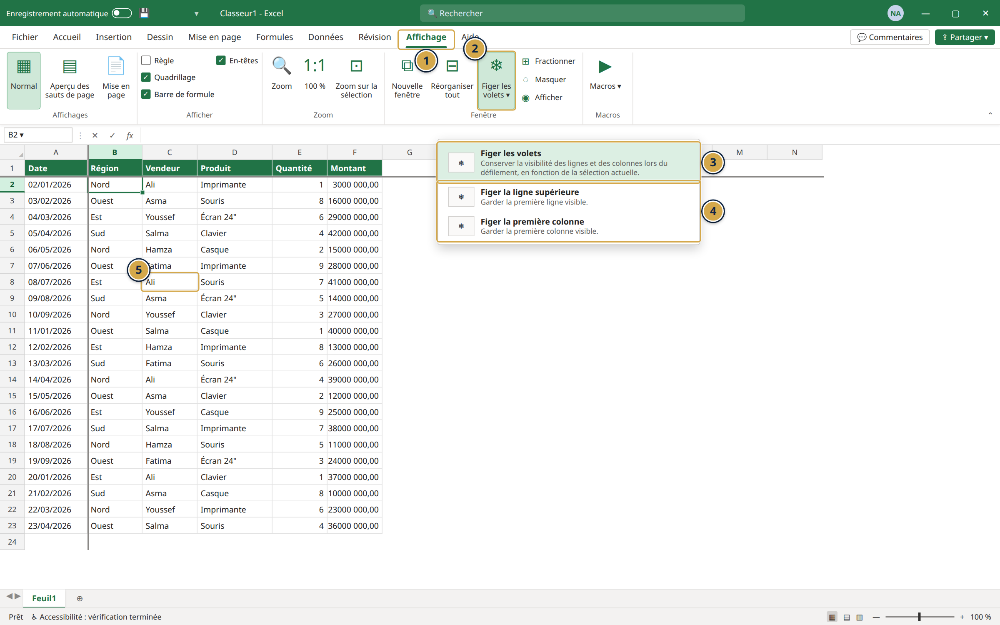 Enregistrement automatique
Classeur1 - Excel
Rechercher
NA
Fichier Accueil Insertion Dessin Mise en page Formules Données Révision Affichage Aide
Commentaires
Partager
1
2
Normal
Aperçu des
sauts de page
Mise en
page
Affichages
Règle
En-têtes
Quadrillage
Barre de formule
Afficher
Zoom
1:1
100 %
Zoom sur la
sélection
Zoom
Nouvelle
fenêtre
Réorganiser
tout
Figer les
volets
Fractionner
Masquer
Afficher
Fenêtre
Macros
Macros
B2
fx
A B C D E F G M N
Figer les volets
Conserver la visibilité des lignes et des colonnes lors du
défilement, en fonction de la sélection actuelle.
3
Figer la ligne supérieure
Garder la première ligne visible.
4
Figer la première colonne
Garder la première colonne visible.
1 Date Région Vendeur Produit Quantité Montant
2 02/01/2026 Nord Ali Imprimante 1 3000 000,00
3 03/02/2026 Ouest Asma Souris 8 16000 000,00
4 04/03/2026 Est Youssef Écran 24" 6 29000 000,00
5 05/04/2026 Sud Salma Clavier 4 42000 000,00
6 06/05/2026 Nord Hamza Casque 2 15000 000,00
7 07/06/2026 Ouest Fatima Imprimante 9 28000 000,00
5
8 08/07/2026 Est Ali Souris 7 41000 000,00
9 09/08/2026 Sud Asma Écran 24" 5 14000 000,00
10 10/09/2026 Nord Youssef Clavier 3 27000 000,00
11 11/01/2026 Ouest Salma Casque 1 40000 000,00
12 12/02/2026 Est Hamza Imprimante 8 13000 000,00
13 13/03/2026 Sud Fatima Souris 6 26000 000,00
14 14/04/2026 Nord Ali Écran 24" 4 39000 000,00
15 15/05/2026 Ouest Asma Clavier 2 12000 000,00
16 16/06/2026 Est Youssef Casque 9 25000 000,00
17 17/07/2026 Sud Salma Imprimante 7 38000 000,00
18 18/08/2026 Nord Hamza Souris 5 11000 000,00
19 19/09/2026 Ouest Fatima Écran 24" 3 24000 000,00
20 20/01/2026 Est Ali Clavier 1 37000 000,00
21 21/02/2026 Sud Asma Casque 8 10000 000,00
22 22/03/2026 Nord Youssef Imprimante 6 23000 000,00
23 23/04/2026 Ouest Salma Souris 4 36000 000,00
24
Feuil1
Prêt
Accessibilité : vérification terminée
100 %